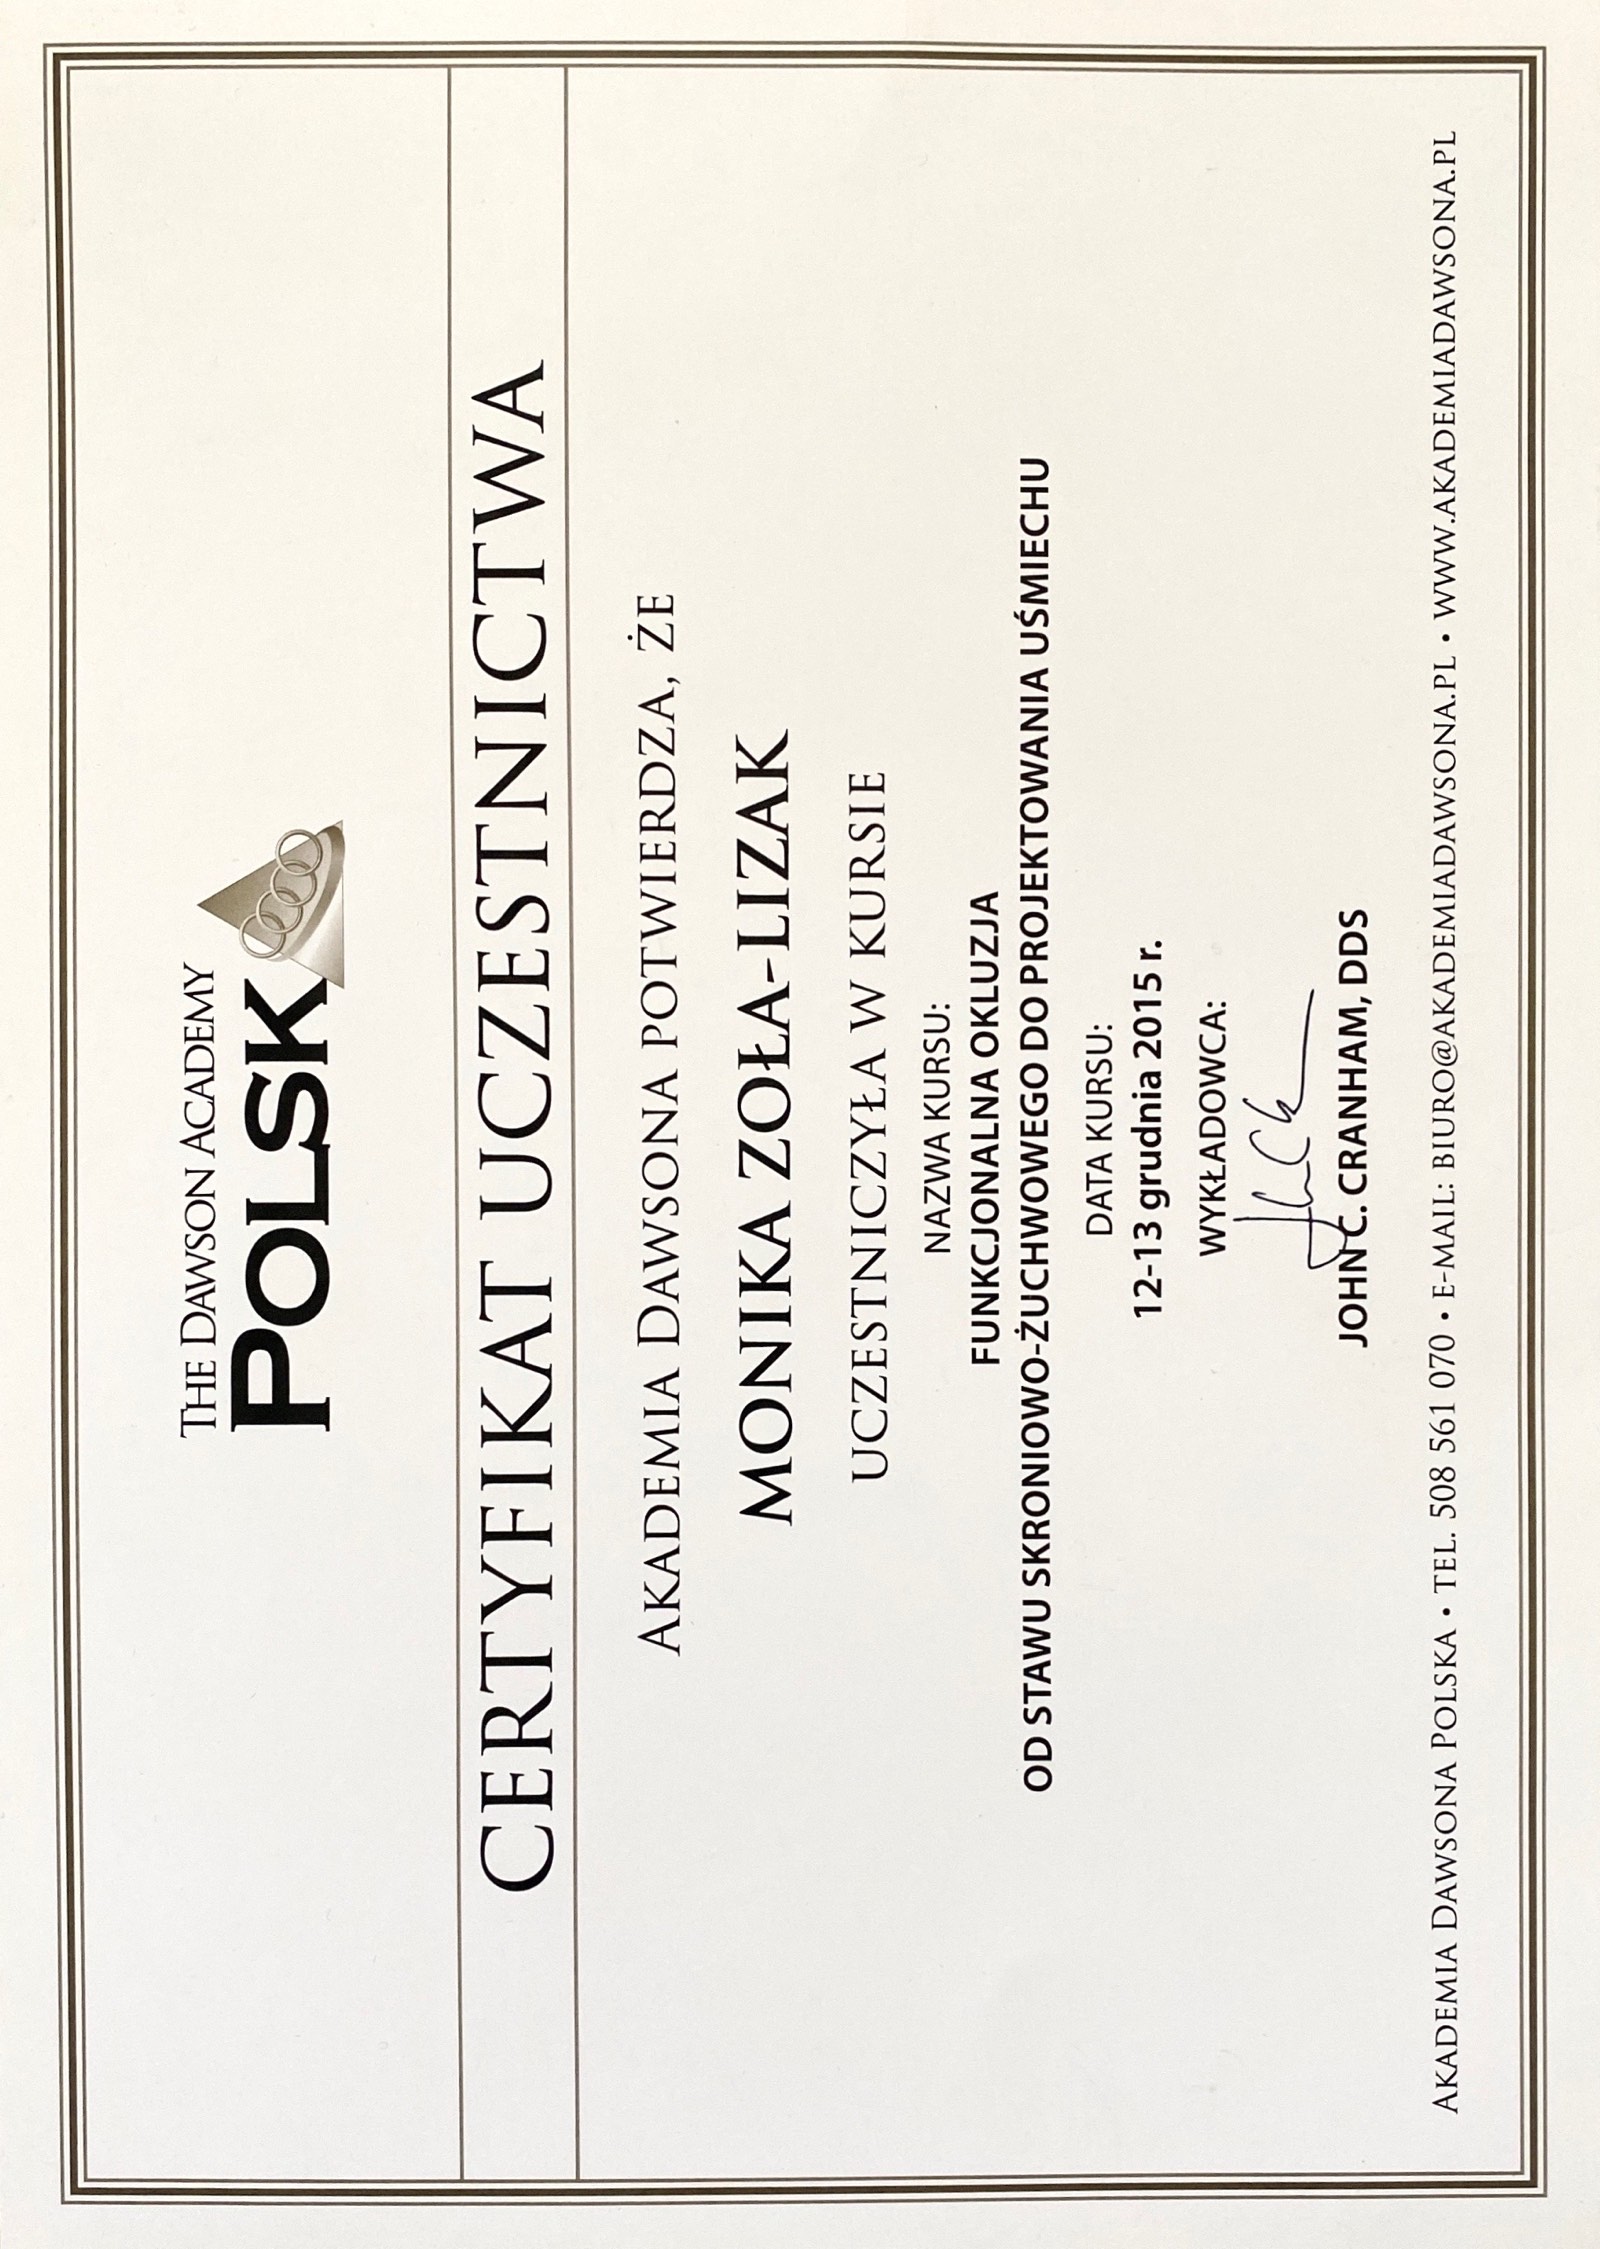 THE DAWSON ACADEMY
POLSK
CERTYFIKAT UCZESTNICTWA
AKADEMIA DAWSONA POTWIERDZA, ŻE
MONIKA ZOŁA-LIZAK
UCZESTNICZYŁA W KURSIE
NAZWA KURSU:
FUNKCJONALNA OKLUZJA
OD STAWU SKRONIOWO-ŻUCHWOWEGO DO PROJEKTOWANIA UŚMIECHU
DATA KURSU:
12-13 grudnia 2015 r.
WYKŁADOWCA:
JOHN C. CRANHAM, DDS
AKADEMIA DAWSONA POLSKA • TEL. 508 561 070 • E-MAIL: BIURO@AKADEMIADAWSONA.PL • WWW.AKADEMIADAWSONA.PL